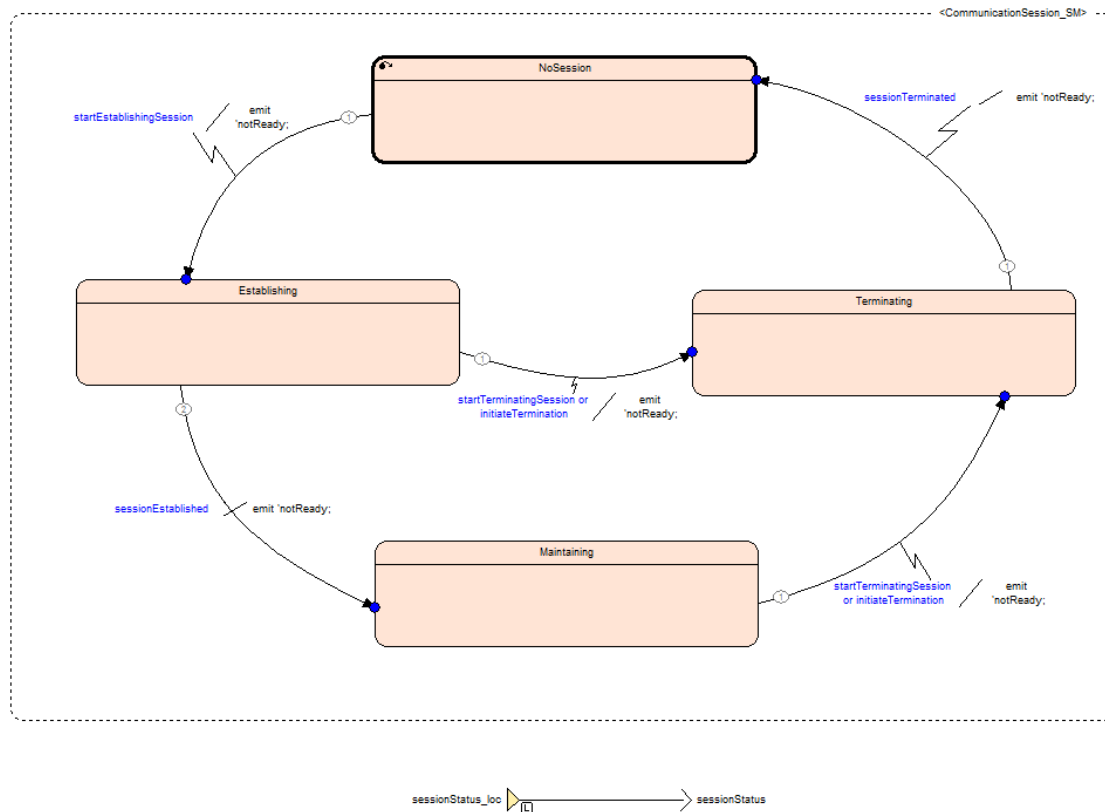 <CommunicationSession_SM>
NoSession
startEstablishingSession
emit
'notReady;
1
sessionTerminated
emit 'notReady;
Establishing
1
Terminating
1
startTerminatingSession or
initiateTermination
emit
'notReady;
2
sessionEstablished
emit 'notReady;
Maintaining
1
startTerminatingSession
or initiateTermination
emit
'notReady;
sessionStatus_loc
L
sessionStatus